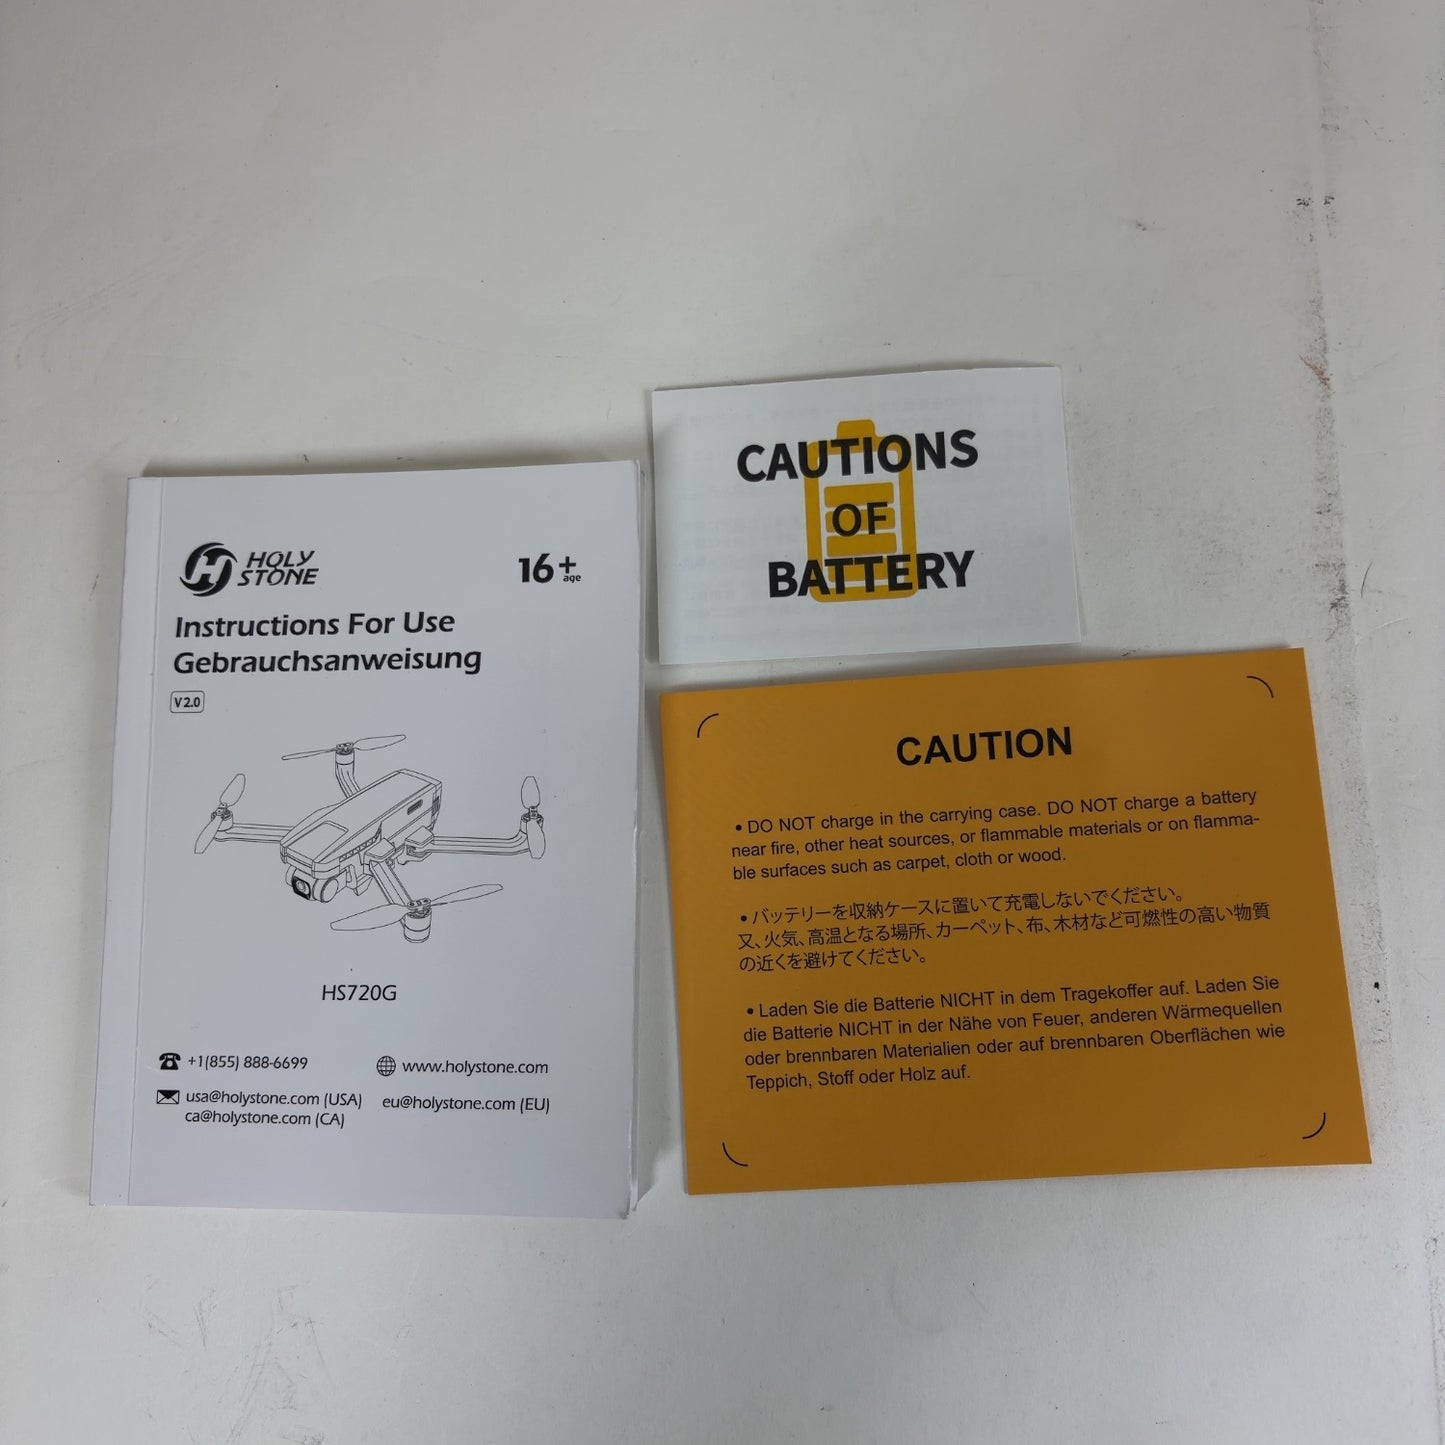 HOLY
STONE
16+
age
Instructions For Use
Gebrauchsanweisung
V 2.0
HS720G
+1(855) 888-6699
www.holystone.com
usa@holystone.com (USA)
eu@holystone.com (EU)
ca@holystone.com (CA)
CAUTIONS
OF
BATTERY
CAUTION
• DO NOT charge in the carrying case. DO NOT charge a battery
near fire, other heat sources, or flammable materials or on flamma-
ble surfaces such as carpet, cloth or wood.
• バッテリーを収納ケースに置いて充電しないでください。
又、火気、高温となる場所、カーペット、布、木材など可燃性の高い物質
の近くを避けてください。
• Laden Sie die Batterie NICHT in dem Tragekoffer auf. Laden Sie
die Batterie NICHT in der Nähe von Feuer, anderen Wärmequellen
oder brennbaren Materialien oder auf brennbaren Oberflächen wie
Teppich, Stoff oder Holz auf.